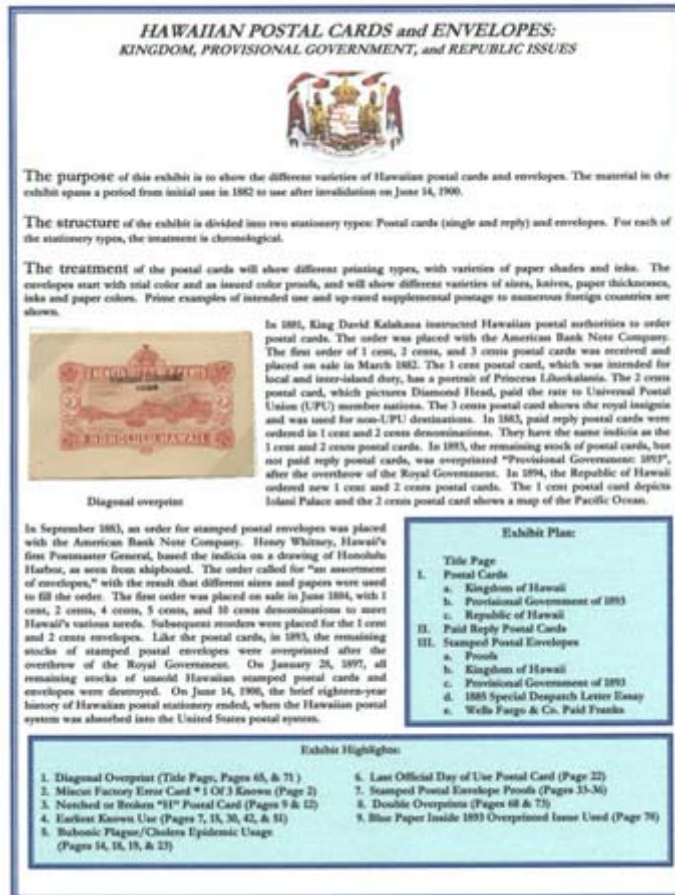 HAWAIIAN POSTAL CARDS and ENVELOPES:
KINGDOM, PROVISIONAL GOVERNMENT, and REPUBLIC ISSUES
The purpose of this exhibit is to show the different varieties of Hawaiian postal cards and envelopes. The material in the
exhibit spans a period from initial use in 1882 to use after invalidation on June 14, 1900.
The structure of the exhibit is divided into two stationery types: Postal cards (single and reply) and envelopes. For each of
the stationery types, the treatment is chronological.
The treatment of the postal cards will show different printing types, with varieties of paper shades and inks. The
envelopes start with trial color and as issued color proofs, and will show different varieties of sizes, knives, paper thicknesses,
inks and paper colors. Prime examples of intended use and up-rated supplemental postage to numerous foreign countries are
shown.
In 1881, King David Kalakaua instructed Hawaiian postal authorities to order
postal cards. The order was placed with the American Bank Note Company.
The first order of 1 cent, 2 cents, and 3 cents postal cards was received and
placed on sale in March 1882. The 1 cent postal card, which was intended for
local and inter-island duty, has a portrait of Princess Liliuokalania. The 2 cents
postal card, which pictures Diamond Head, paid the rate to Universal Postal
Union (UPU) member nations. The 3 cents postal card shows the royal insignia
and was used for non-UPU destinations. In 1883, paid reply postal cards were
ordered in 1 cent and 2 cents denominations. They have the same indicia as the
1 cent and 2 cents postal cards. In 1893, the remaining stock of postal cards, but
not paid reply postal cards, was overprinted "Provisional Government: 1893",
after the overthrow of the Royal Government. In 1894, the Republic of Hawaii
ordered new 1 cent and 2 cents postal cards. The 1 cent postal card depicts
Iolani Palace and the 2 cents postal card shows a map of the Pacific Ocean.
2 2
HONOLULU, HAWAII
Diagonal overprint
In September 1883, an order for stamped postal envelopes was placed
with the American Bank Note Company. Henry Whitney, Hawaii's
first Postmaster General, based the indicia on a drawing of Honolulu
Harbor, as seen from shipboard. The order called for "an assortment
of envelopes," with the result that different sizes and papers were used
to fill the order. The first order was placed on sale in June 1884, with 1
cent, 2 cents, 4 cents, 5 cents, and 10 cents denominations to meet
Hawaii's various needs. Subsequent reorders were placed for the 1 cent
and 2 cents envelopes. Like the postal cards, in 1893, the remaining
stocks of stamped postal envelopes were overprinted after the
overthrow of the Royal Government. On January 28, 1897, all
remaining stocks of unsold Hawaiian stamped postal cards and
envelopes were destroyed. On June 14, 1900, the brief eighteen-year
history of Hawaiian postal stationery ended, when the Hawaiian postal
system was absorbed into the United States postal system.
Exhibit Plan:
Title Page
I. Postal Cards
a. Kingdom of Hawaii
b. Provisional Government of 1893
c. Republic of Hawaii
II. Paid Reply Postal Cards
III. Stamped Postal Envelopes
a. Proofs
b. Kingdom of Hawaii
c. Provisional Government of 1893
d. 1885 Special Despatch Letter Essay
e. Wells Fargo & Co. Paid Franks
Exhibit Highlights:
1. Diagonal Overprint (Title Page, Pages 65, & 71)
2. Miscut Factory Error Card * 1 Of 3 Known (Page 2)
3. Notched or Broken "H" Postal Card (Pages 9 & 12)
4. Earliest Known Use (Pages 7, 15, 30, 42, & 51)
5. Bubonic Plague/Cholera Epidemic Usage
(Pages 14, 18, 19, & 23)
6. Last Official Day of Use Postal Card (Page 22)
7. Stamped Postal Envelope Proofs (Pages 33-36)
8. Double Overprints (Pages 68 & 73)
9. Blue Paper Inside 1893 Overprinted Issue Used (Page 78)